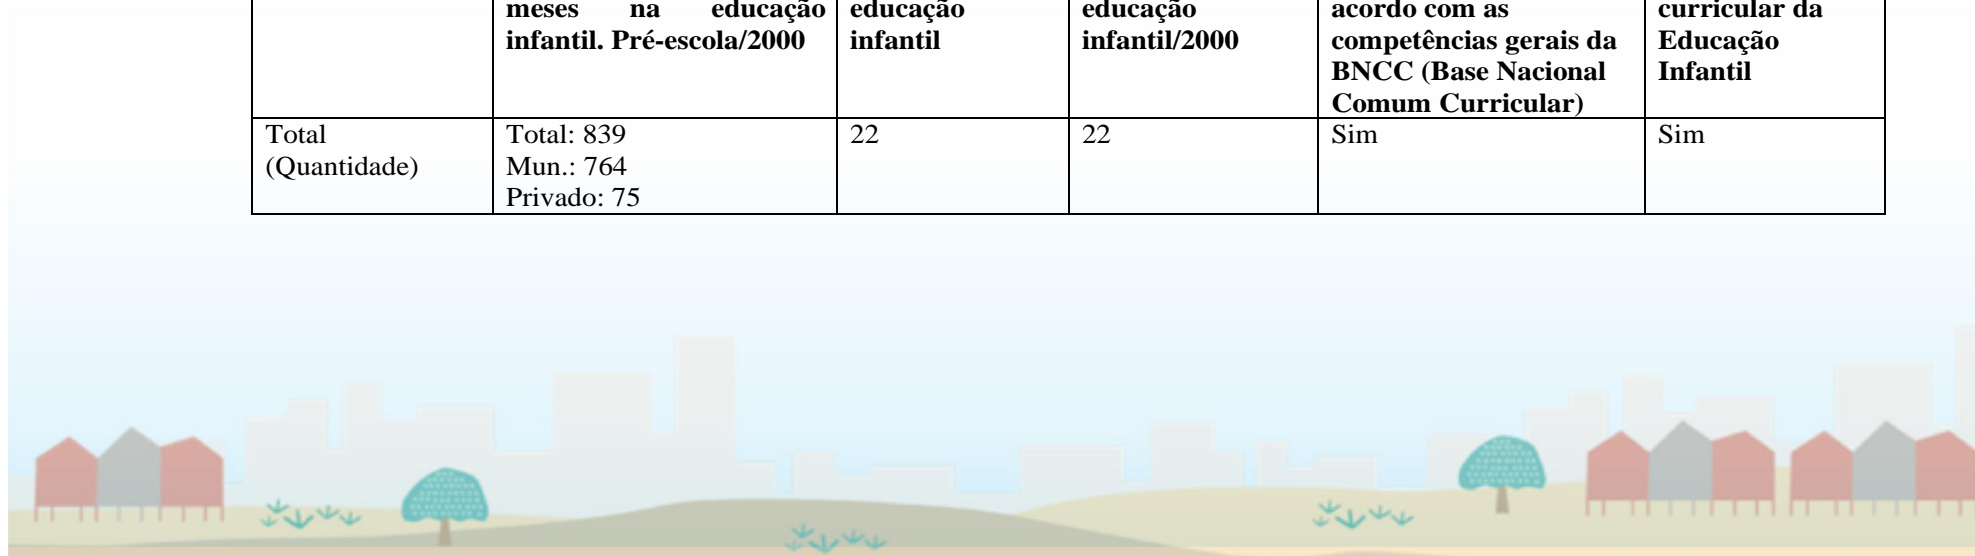 meses na educação
infantil. Pré-escola/2000
educação
infantil
educação
infantil/2000
acordo com as
competências gerais da
BNCC (Base Nacional
Comum Curricular)
curricular da
Educação
Infantil
Total
(Quantidade)
Total: 839
Mun.: 764
Privado: 75
22
22
Sim
Sim